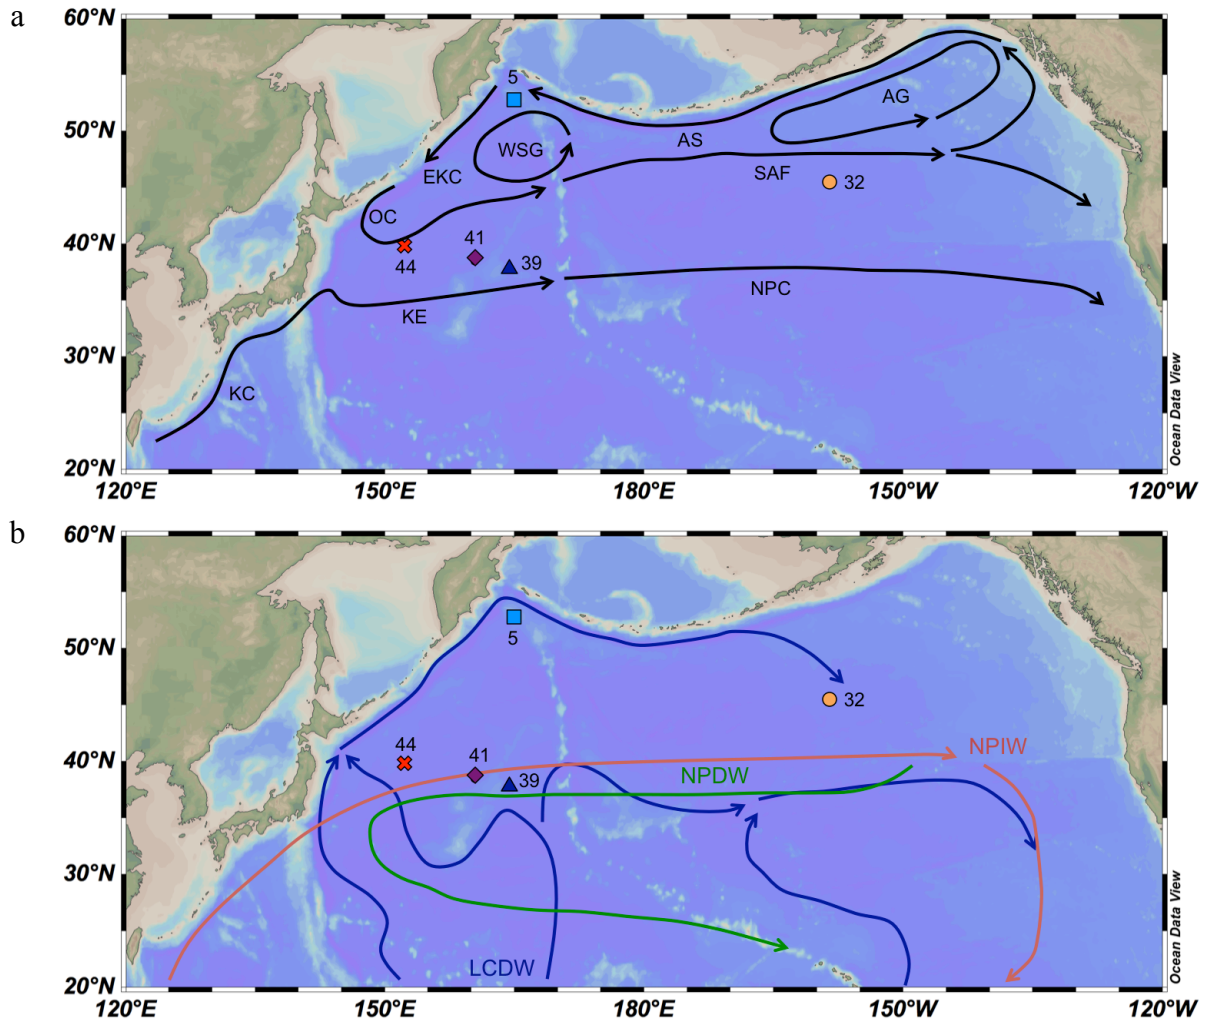 a
60°N
50°N
40°N
30°N
20°N
5
AG
WSG
AS
EKC
SAF
32
OC
41
44
39
KE
NPC
KC
Ocean Data View
120°E
150°E
180°E
150°W
120°W
b
60°N
50°N
40°N
30°N
20°N
5
32
44
41
39
NPIW
NPDW
LCDW
Ocean Data View
120°E
150°E
180°E
150°W
120°W